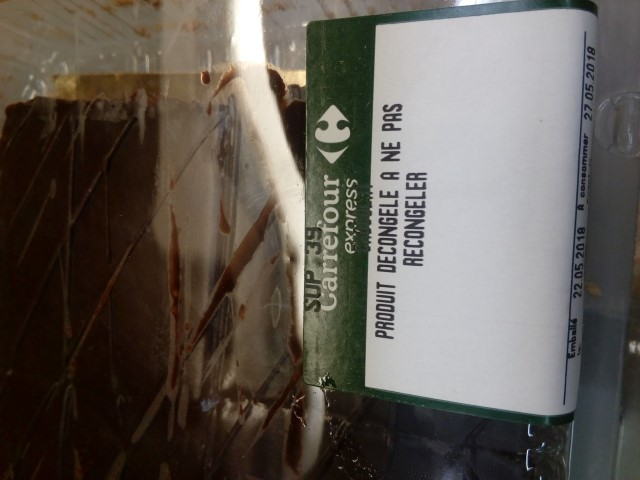 Carrefour
express
SUP 39
PRODUIT DECONGELE A NE PAS
RECONGELER
Emballé 22.05.2018 A consommer 27.05.2018